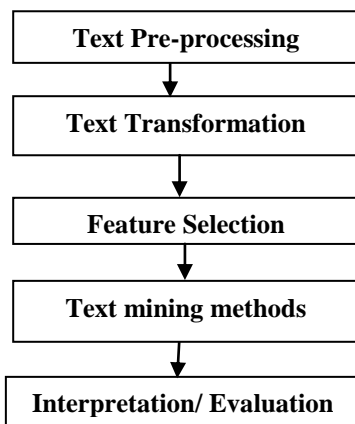 Text Pre-processing
Text Transformation
Feature Selection
Text mining methods
Interpretation/ Evaluation